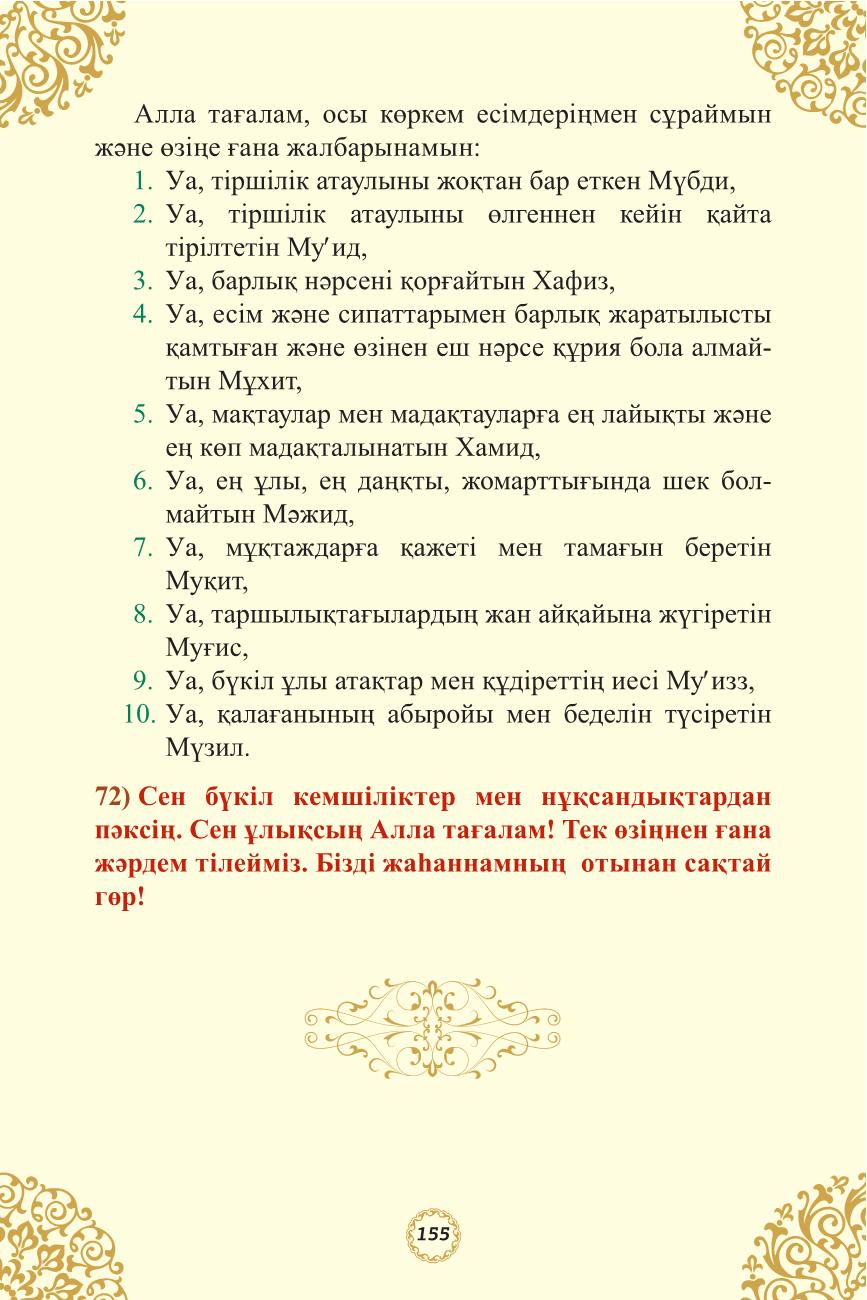 Алла тағалам, осы көркем есімдеріңмен сұраймын
және өзіңе ғана жалбарынамын:
1. Уа, тіршілік атаулыны жоқтан бар еткен Мүбди,
2. Уа, тіршілік атаулыны өлгеннен кейін қайта
тірілтетін Му′ид,
3. Уа, барлық нәрсені қорғайтын Хафиз,
4. Уа, есім және сипаттарымен барлық жаратылысты
қамтыған және өзінен еш нәрсе құрия бола алмай-
тын Мұхит,
5. Уа, мақтаулар мен мадақтауларға ең лайықты және
ең көп мадақталынатын Хамид,
6. Уа, ең ұлы, ең даңқты, жомарттығында шек бол-
майтын Мәжид,
7. Уа, мұқтаждарға қажеті мен тамағын беретін
Муқит,
8. Уа, таршылықтағылардың жан айқайына жүгіретін
Муғис,
9. Уа, бүкіл ұлы атақтар мен құдіреттің иесі Му′изз,
10. Уа, қалағанының абыройы мен беделін түсіретін
Мүзил.
72) Сен бүкіл кемшіліктер мен нұқсандықтардан
пәксің. Сен ұлықсың Алла тағалам! Тек өзіңнен ғана
жәрдем тілейміз. Бізді жаһаннамның отынан сақтай
гөр!
155